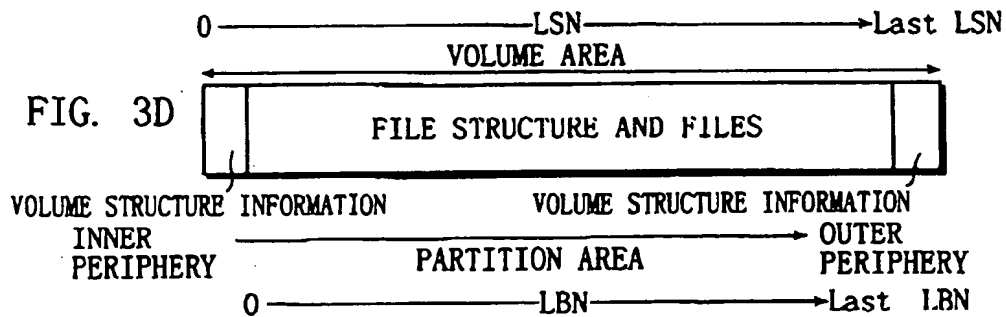 0 LSN Last LSN
VOLUME AREA
FIG. 3D
FILE STRUCTURE AND FILES
VOLUME STRUCTURE INFORMATION
VOLUME STRUCTURE INFORMATION
INNER PERIPHERY
OUTER PERIPHERY
PARTITION AREA
0 LBN Last LBN